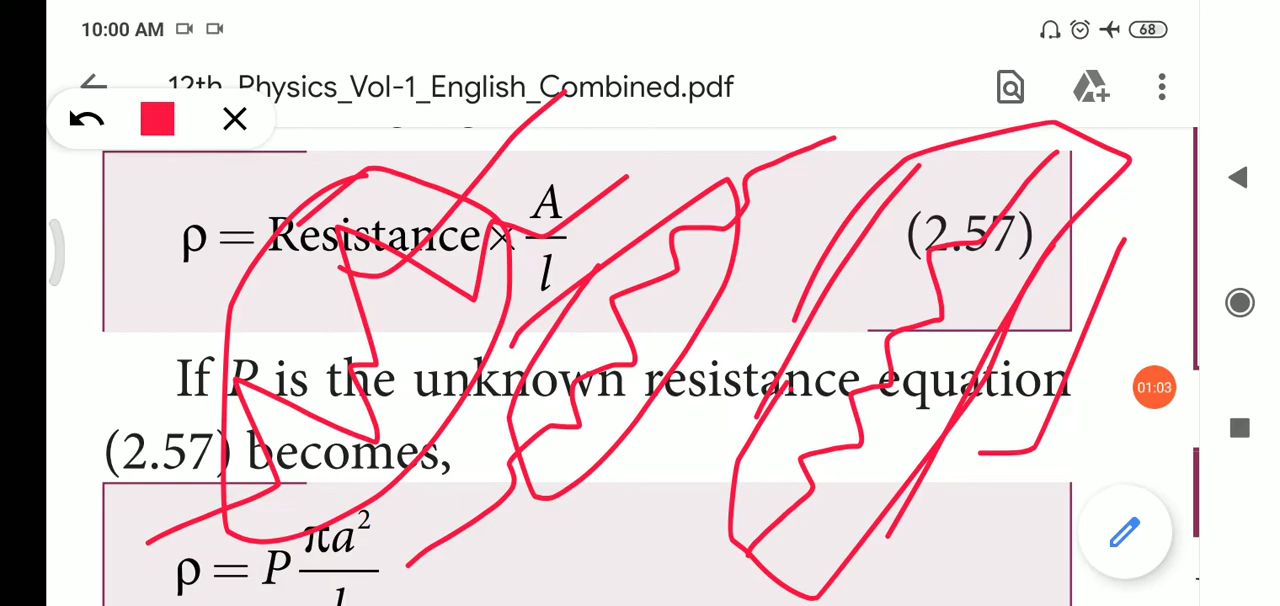 10:00 AM 68
12th_Physics_Vol-1_English_Combined.pdf
ρ = Resistance × A/l (2.57)
If P is the unknown resistance equation
(2.57) becomes,
ρ = P πa²/l
01:03